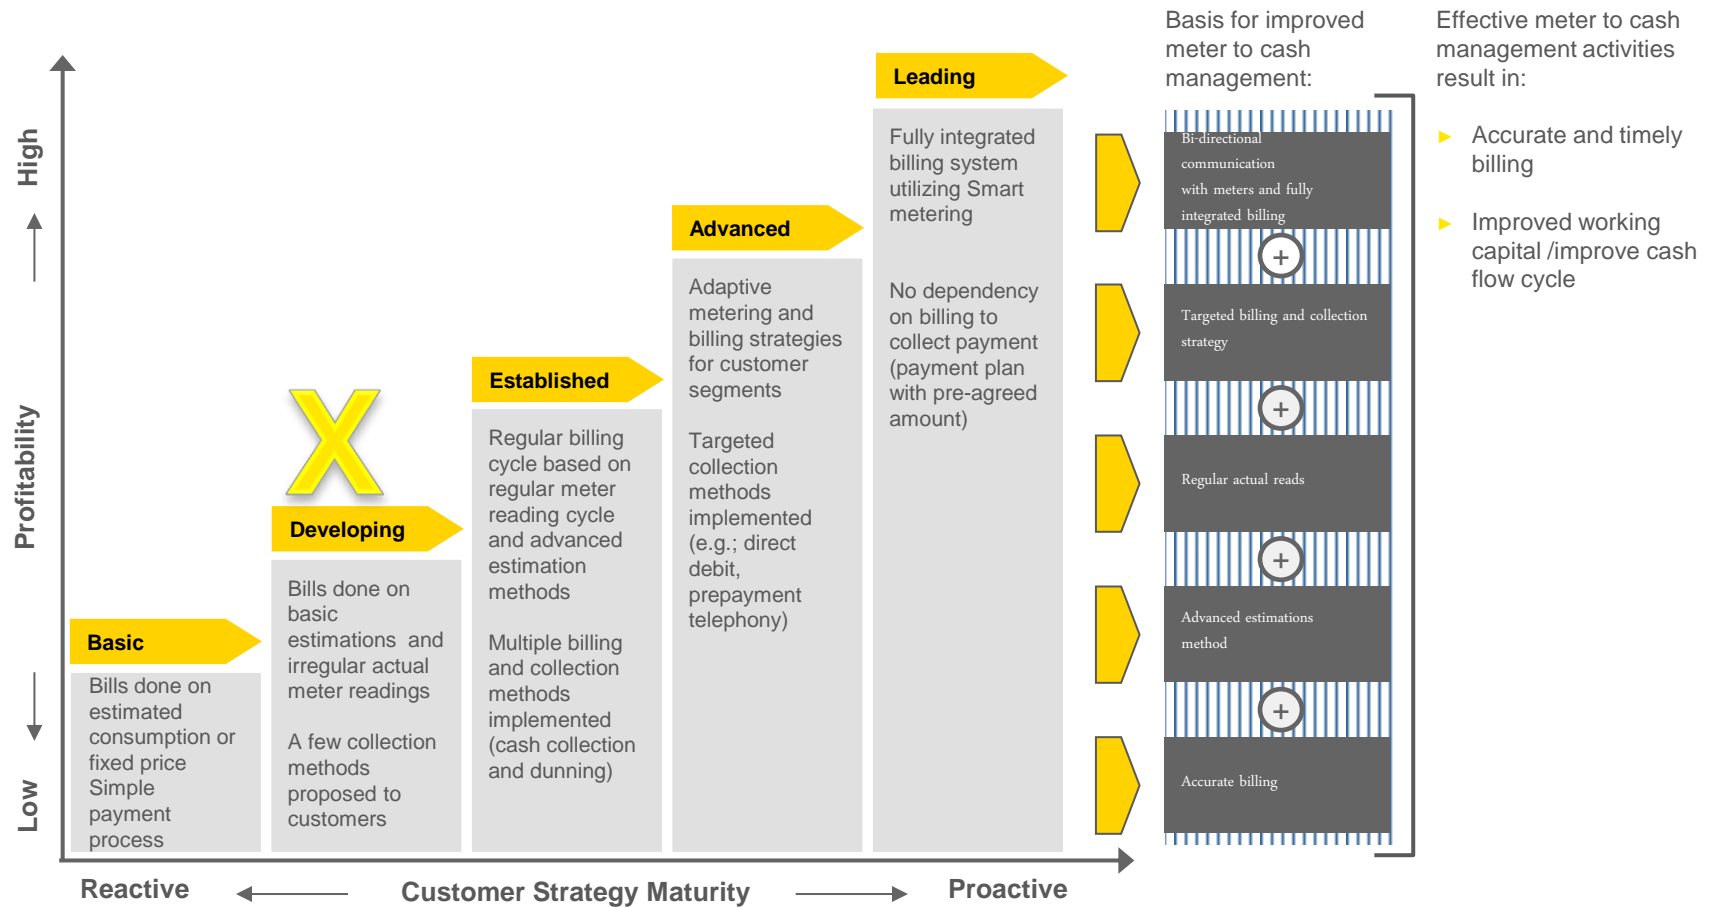 Basis for improved
meter to cash
management:
Effective meter to cash
management activities
result in:
Leading
Fully integrated
billing system
utilizing Smart
metering
No dependency
on billing to
collect payment
(payment plan
with pre-agreed
amount)
Advanced
Adaptive
metering and
billing strategies
for customer
segments
Targeted
collection
methods
implemented
(e.g.; direct
debit,
prepayment
telephony)
Established
Regular billing
cycle based on
regular meter
reading cycle
and advanced
estimation
methods
Multiple billing
and collection
methods
implemented
(cash collection
and dunning)
X
Developing
Bills done on
basic
estimations and
irregular actual
meter readings
A few collection
methods
proposed to
customers
Basic
Bills done on
estimated
consumption or
fixed price
Simple
payment
process
High
Profitability
Low
Reactive
Customer Strategy Maturity
Proactive
Bi-directional
communication
with meters and fully
integrated billing
+
Targeted billing and collection
strategy
+
Regular actual reads
+
Advanced estimations
method
+
Accurate billing
► Accurate and timely
billing
► Improved working
capital /improve cash
flow cycle